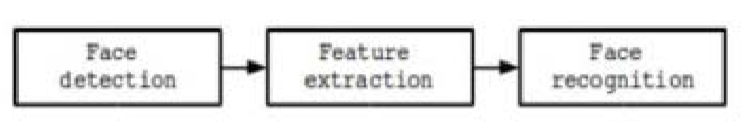 Face
detection
Feature
extraction
Face
recognition